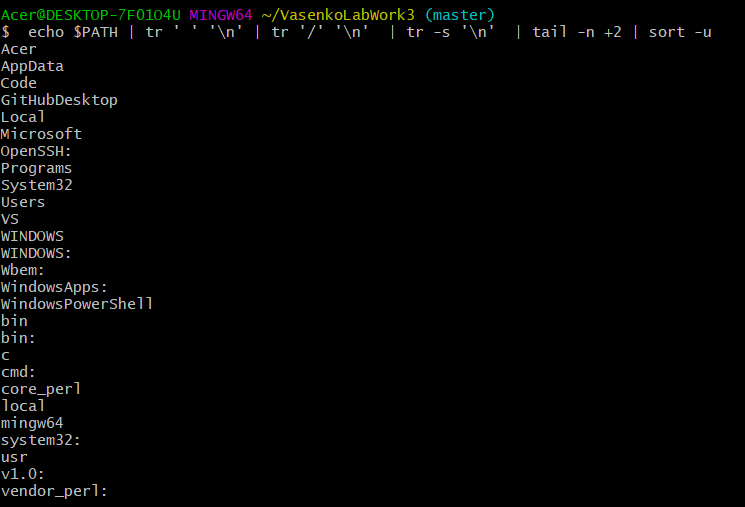 Acer@DESKTOP-7F01O4U MINGW64 ~/VasenkoLabWork3 (master)
$  echo $PATH | tr ' ' '\n' | tr '/' '\n'  | tr -s '\n'  | tail -n +2 | sort -u
Acer
AppData
Code
GitHubDesktop
Local
Microsoft
OpenSSH:
Programs
System32
Users
VS
WINDOWS
WINDOWS:
Wbem:
WindowsApps:
WindowsPowerShell
bin
bin:
c
cmd:
core_perl
local
mingw64
system32:
usr
v1.0:
vendor_perl: